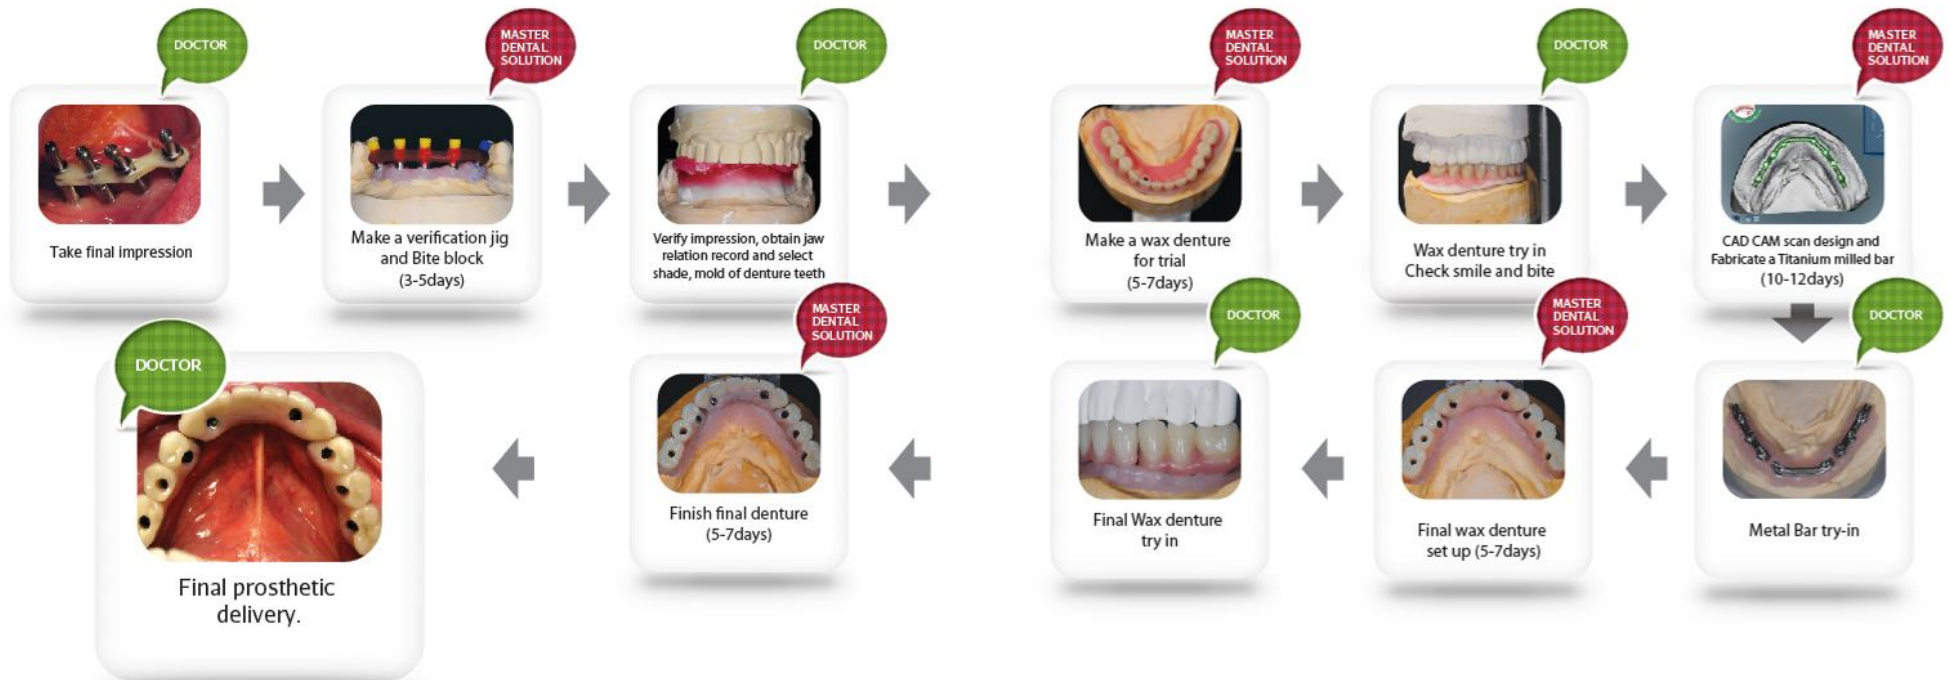 DOCTOR
Take final impression
MASTER
DENTAL
SOLUTION
Make a verification jig
and Bite block
(3-5days)
DOCTOR
Verify impression, obtain jaw
relation record and select
shade, mold of denture teeth
MASTER
DENTAL
SOLUTION
Make a wax denture
for trial
(5-7days)
DOCTOR
Wax denture try in
Check smile and bite
MASTER
DENTAL
SOLUTION
CAD CAM scan design and
Fabricate a Titanium milled bar
(10-12days)
DOCTOR
Metal Bar try-in
MASTER
DENTAL
SOLUTION
Final wax denture
set up (5-7days)
DOCTOR
Final Wax denture
try in
MASTER
DENTAL
SOLUTION
Finish final denture
(5-7days)
DOCTOR
Final prosthetic
delivery.